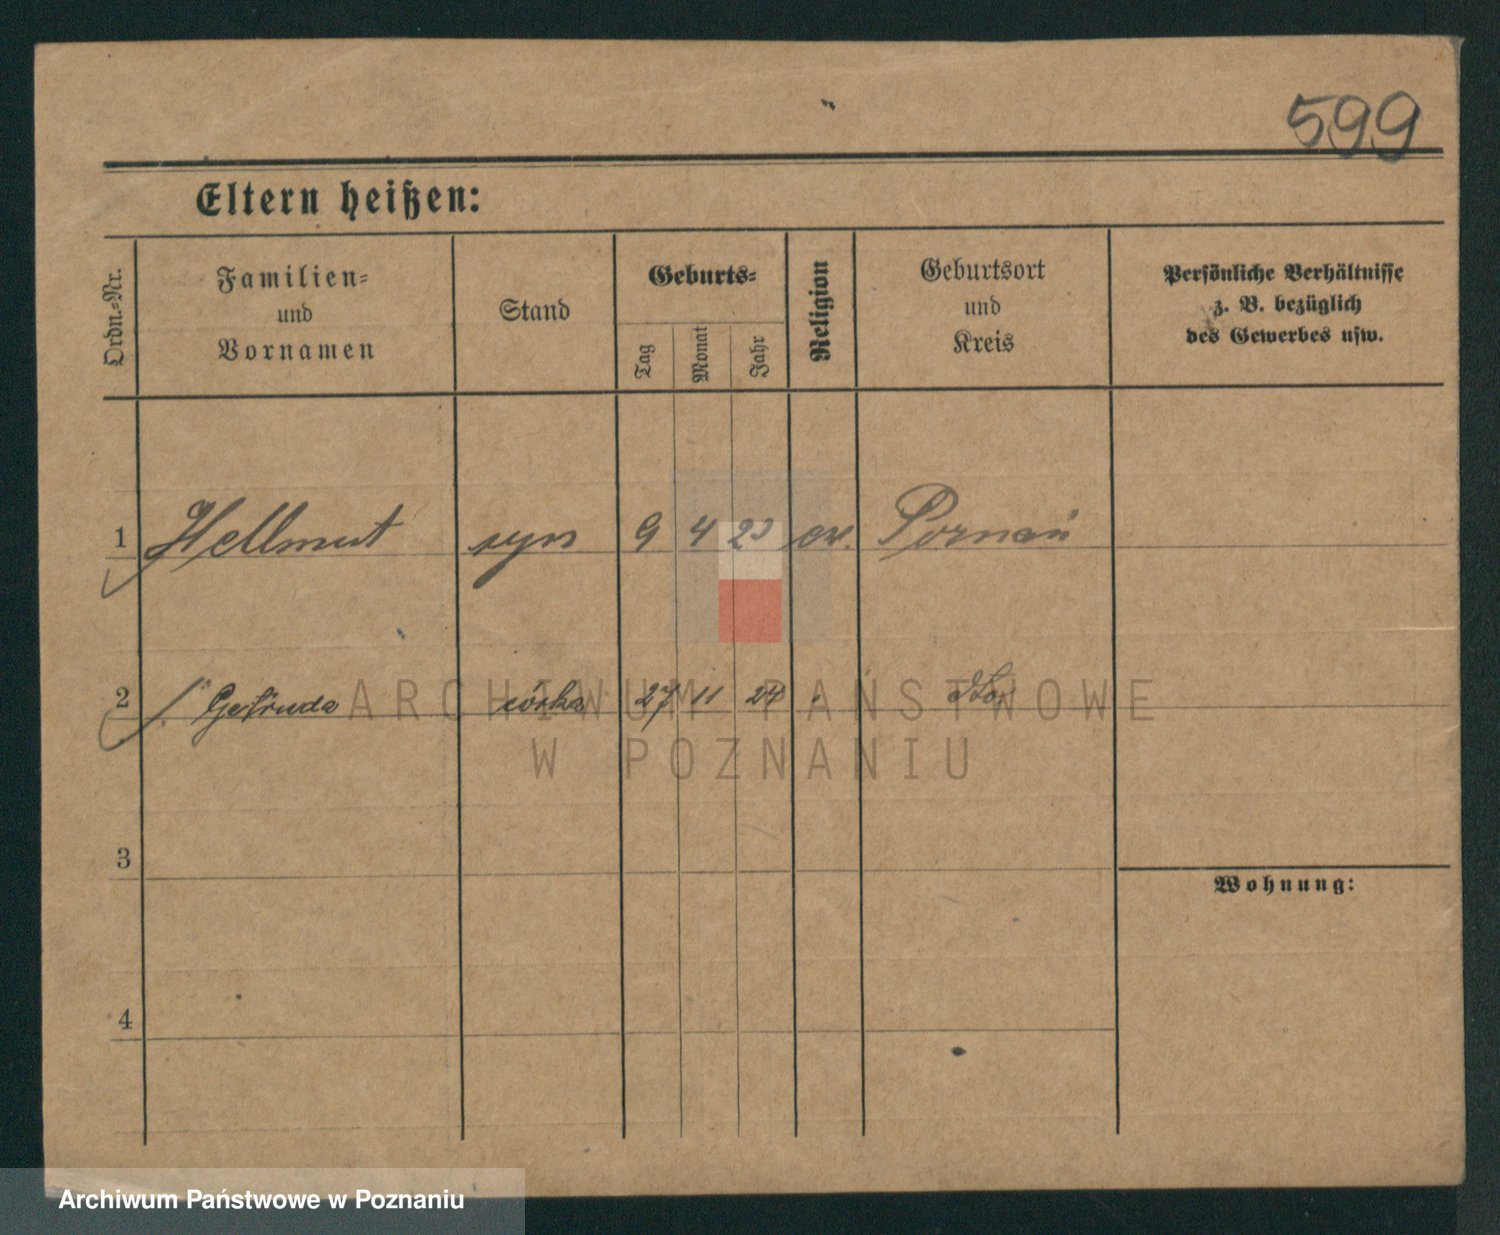 599
Eltern heißen:
Ordn.-Nr.
Familien-
und
Vornamen
Stand
Geburts-
Tag
Monat
Jahr
Religion
Geburtsort
und
Kreis
Persönliche Verhältnisse
z. B. bezüglich
des Gewerbes usw.
1 Hellmut syn 9 4 23 ew. Poznań
2 Gertruda córka 27 11 24
ARCHIWUM PAŃSTWOWE
W POZNANIU
3
Wohnung:
4
Archiwum Państwowe w Poznaniu